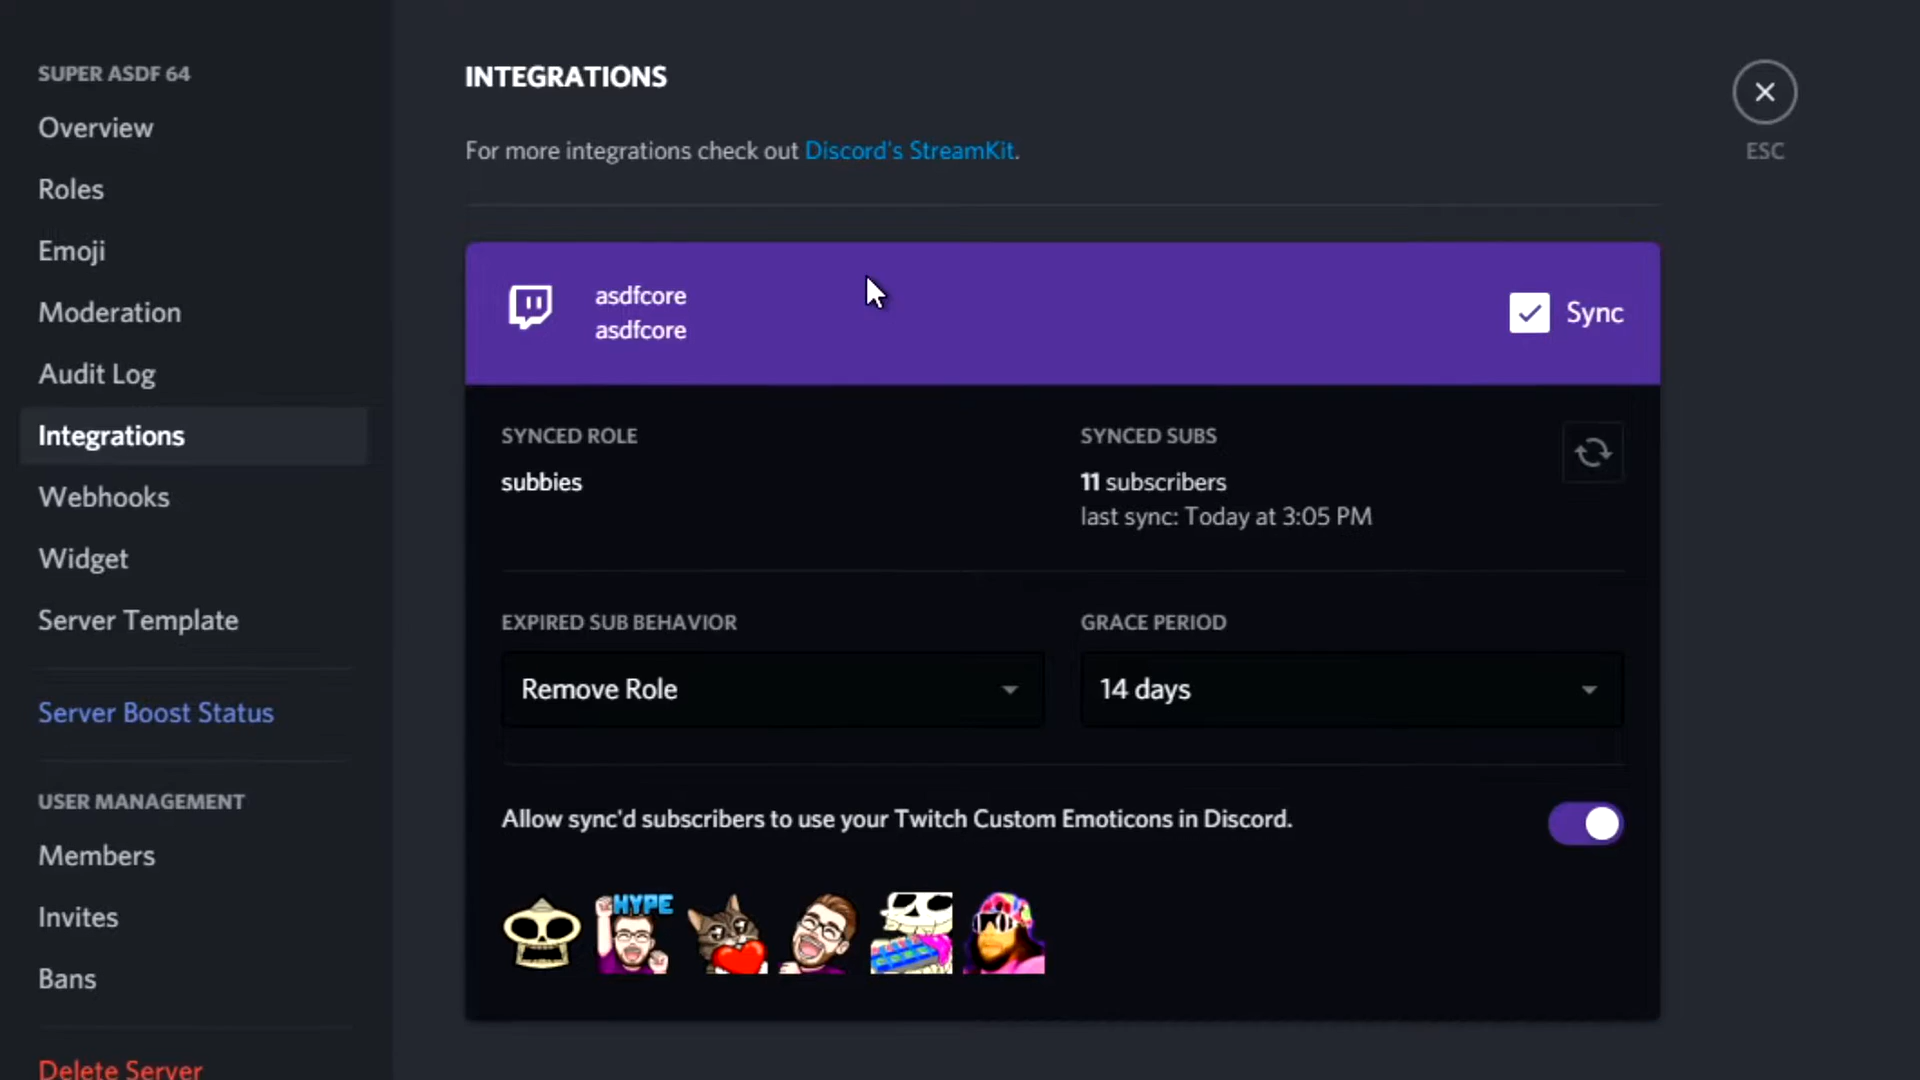 SUPER ASDF 64
Overview
Roles
Emoji
Moderation
Audit Log
Integrations
Webhooks
Widget
Server Template
Server Boost Status
USER MANAGEMENT
Members
Invites
Bans
Delete Server
INTEGRATIONS
For more integrations check out Discord's StreamKit.
ESC
asdfcore
asdfcore
Sync
SYNCED ROLE
subbies
SYNCED SUBS
11 subscribers
last sync: Today at 3:05 PM
EXPIRED SUB BEHAVIOR
Remove Role
GRACE PERIOD
14 days
Allow sync'd subscribers to use your Twitch Custom Emoticons in Discord.
HYPE